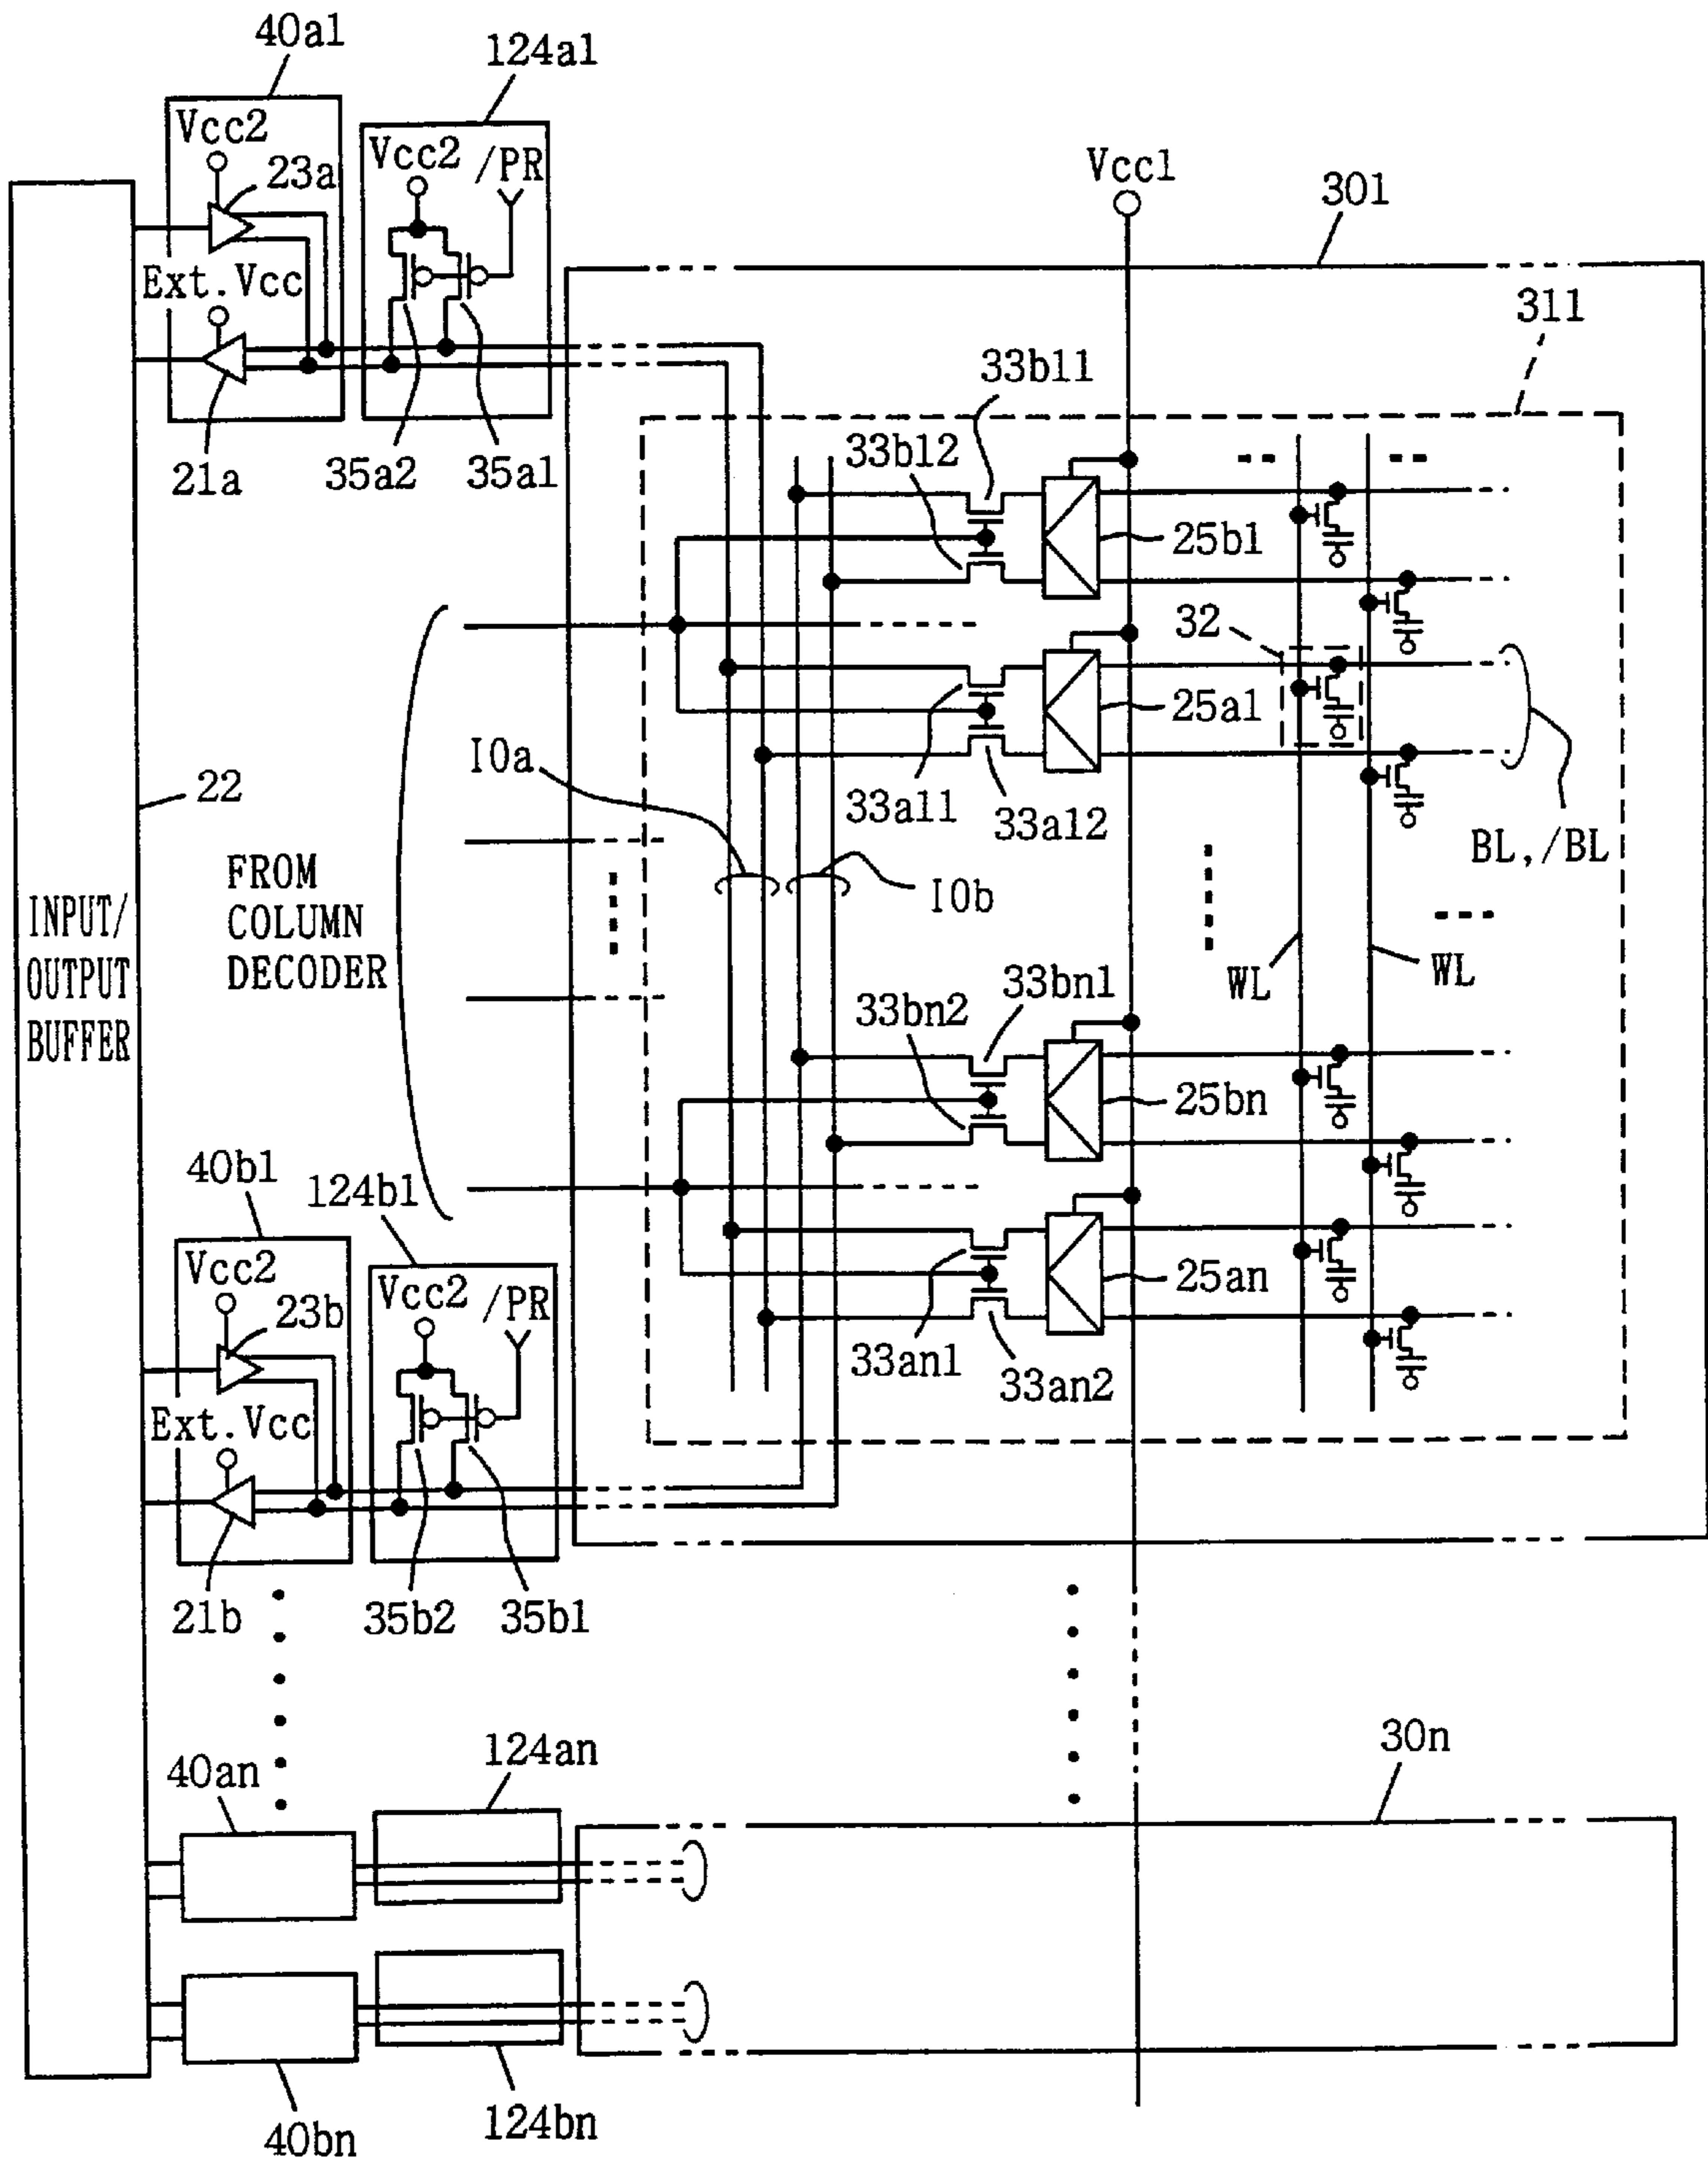 40a1
124a1
Vcc2
23a
Vcc2
/PR
Vcc1
301
Ext.Vcc
311
33b11
33b12
21a
35a2
35a1
25b1
32
25a1
IOa
22
33a11
33a12
BL,/BL
FROM
COLUMN
DECODER
IOb
INPUT/
OUTPUT
BUFFER
WL
WL
33bn1
33bn2
25bn
40b1
124b1
Vcc2
23b
Vcc2
/PR
25an
33an1
33an2
Ext.Vcc
21b
35b2
35b1
40an
124an
30n
40bn
124bn